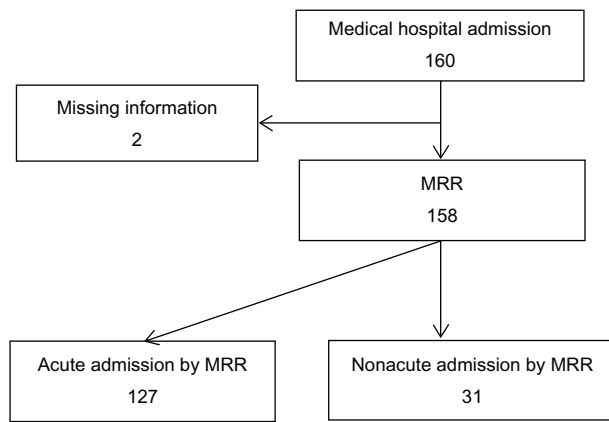 Medical hospital admission
160
Missing information
2
MRR
158
Acute admission by MRR
127
Nonacute admission by MRR
31